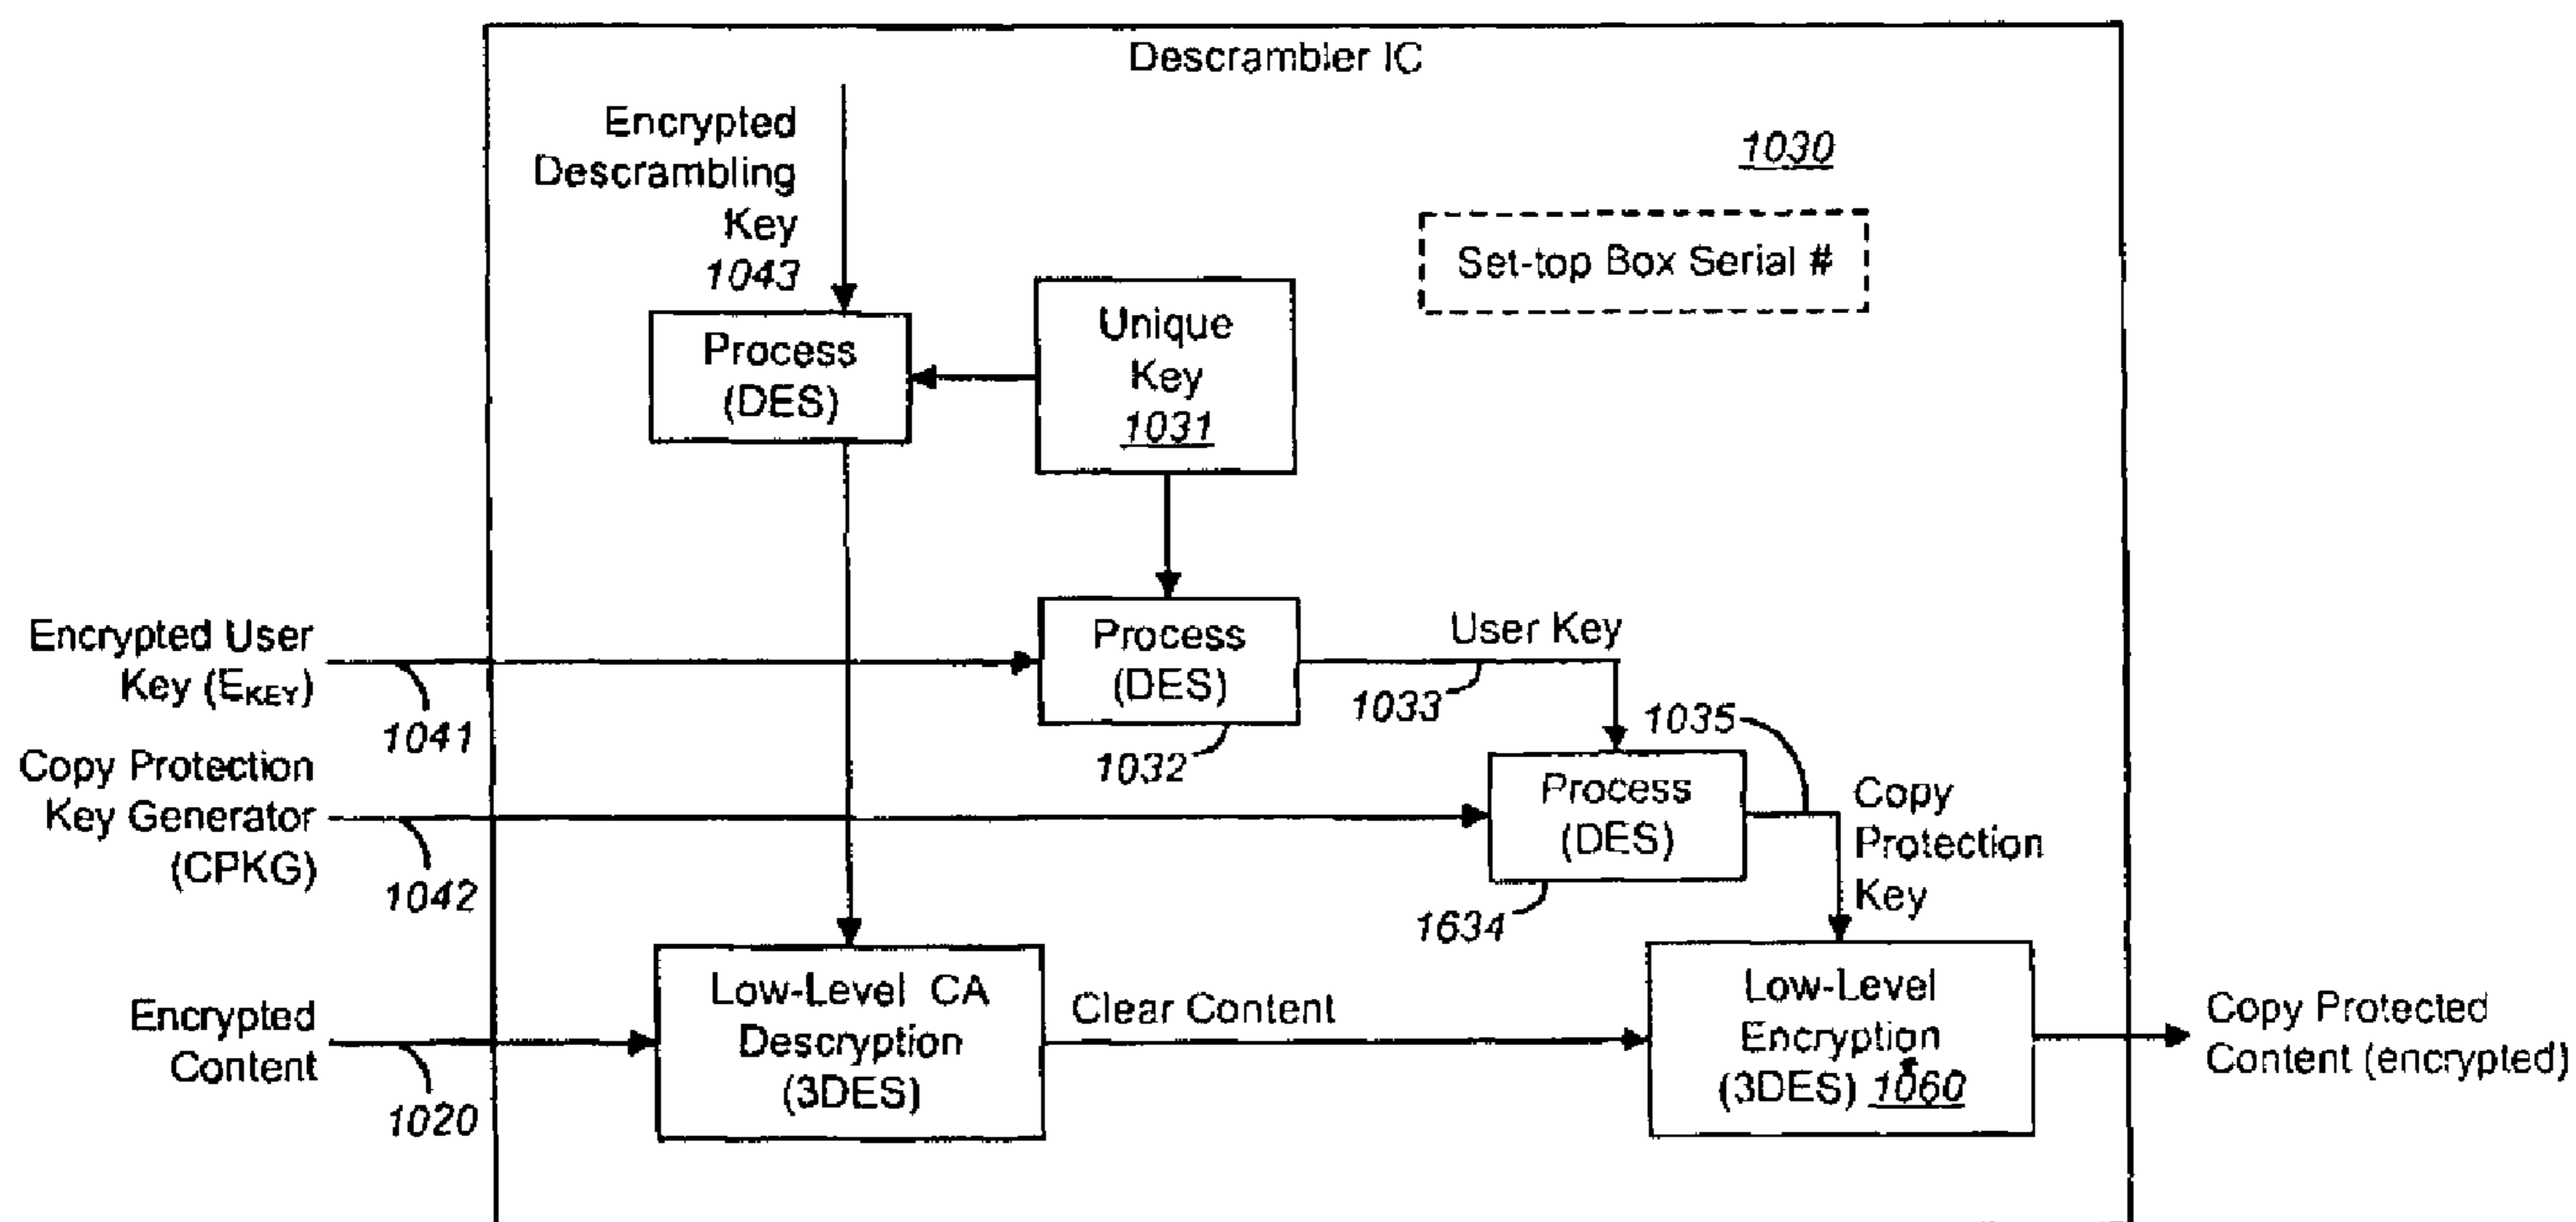 Descrambler IC
Encrypted
Descrambling
Key
1043
1030
Set-top Box Serial #
Process
(DES)
Unique
Key
1031
Encrypted User
Key (EKEY)
1041
Process
(DES)
1032
User Key
1033
1035
Copy Protection
Key Generator
(CPKG)
1042
Process
(DES)
1634
Copy
Protection
Key
Encrypted
Content
1020
Low-Level CA
Descryption
(3DES)
Clear Content
Low-Level
Encryption
(3DES) 1060
Copy Protected
Content (encrypted)